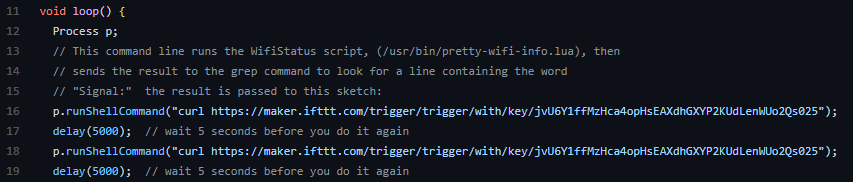 11 void loop() {
12 Process p;
13 // This command line runs the WifiStatus script, (/usr/bin/pretty-wifi-info.lua), then
14 // sends the result to the grep command to look for a line containing the word
15 // "Signal:"  the result is passed to this sketch:
16 p.runShellCommand("curl https://maker.ifttt.com/trigger/trigger/with/key/jvU6Y1ffMzHca4opHsEAXdhGXYP2KUdLenWUo2Qs025");
17 delay(5000);  // wait 5 seconds before you do it again
18 p.runShellCommand("curl https://maker.ifttt.com/trigger/trigger/with/key/jvU6Y1ffMzHca4opHsEAXdhGXYP2KUdLenWUo2Qs025");
19 delay(5000);  // wait 5 seconds before you do it again